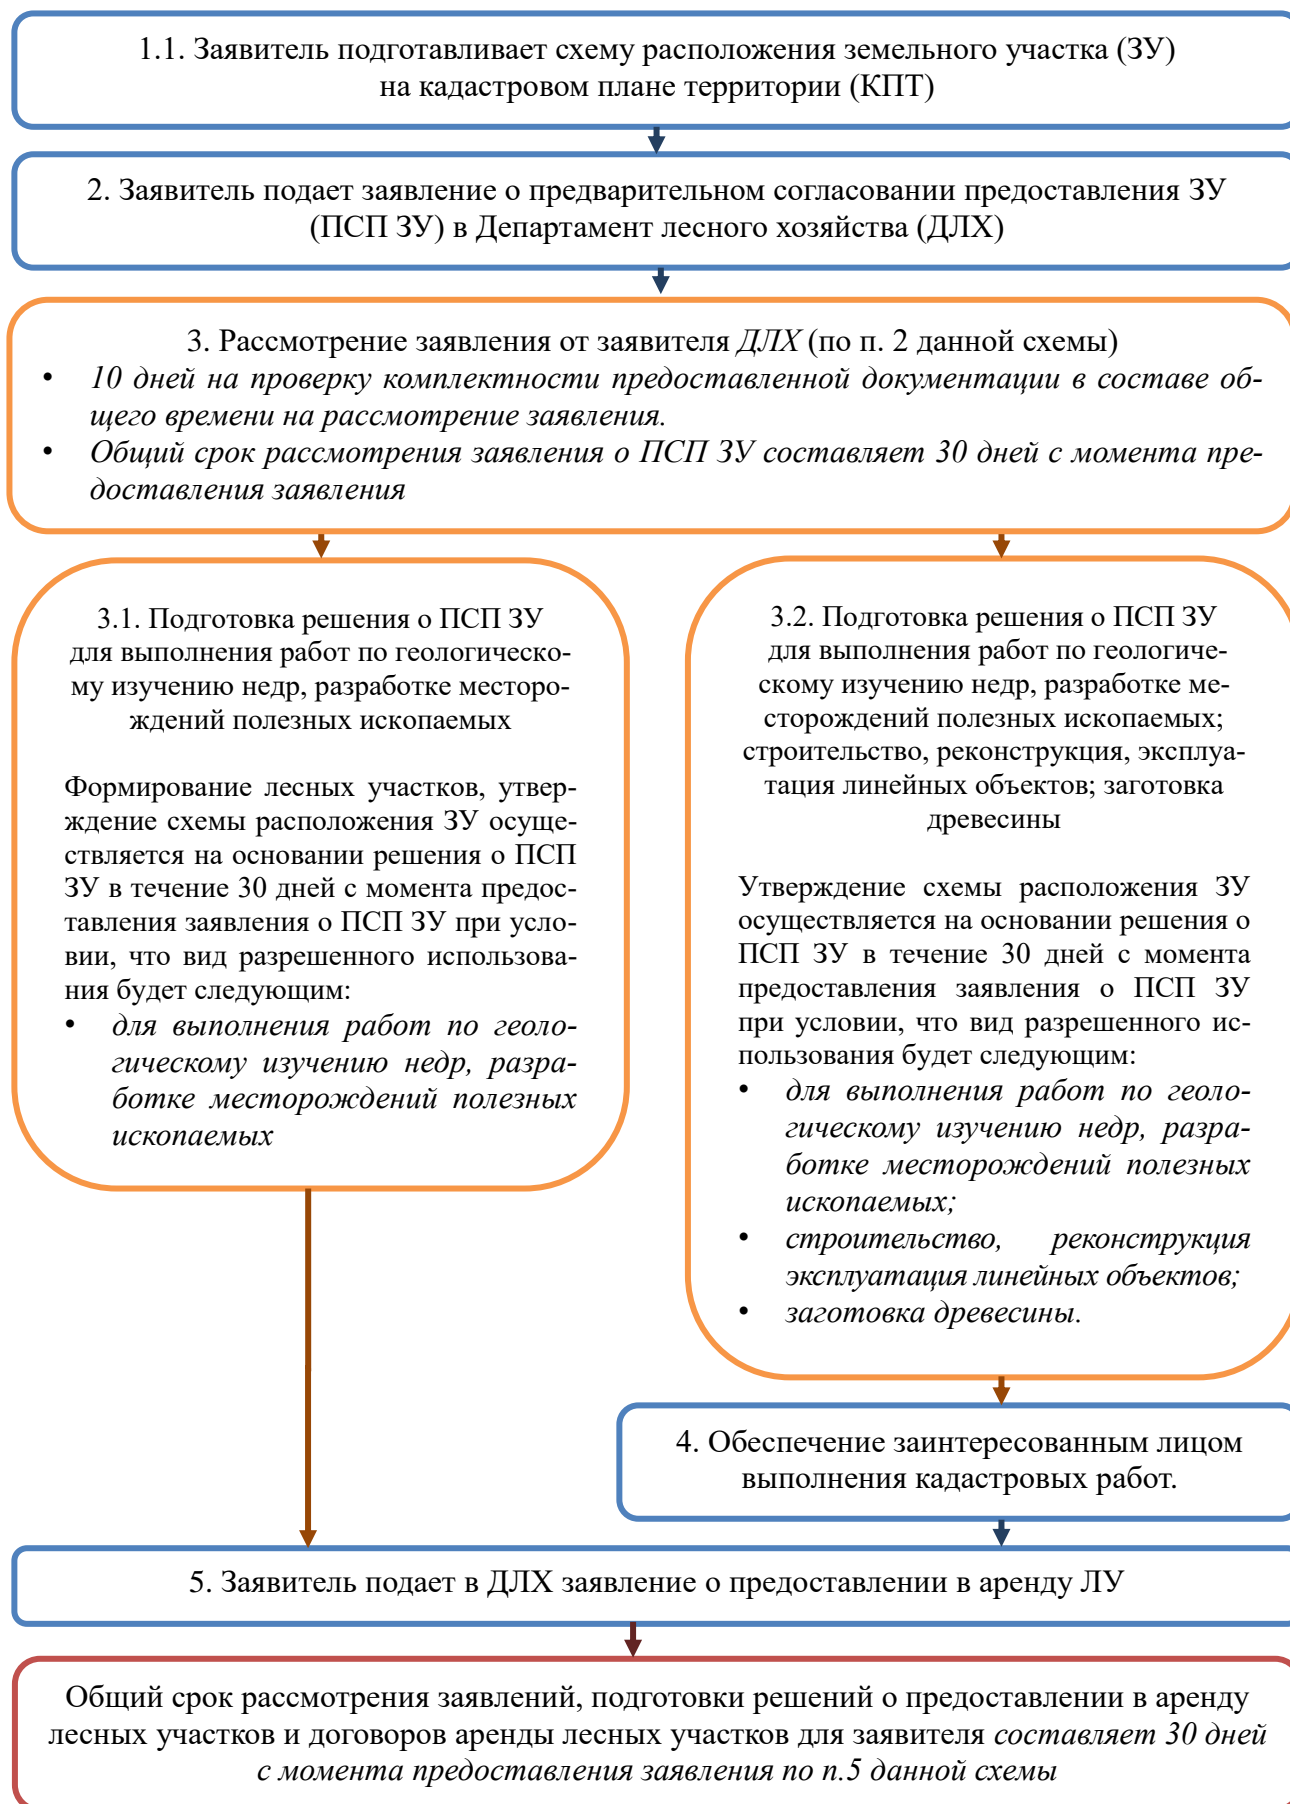 1.1. Заявитель подготавливает схему расположения земельного участка (ЗУ)
на кадастровом плане территории (КПТ)
2. Заявитель подает заявление о предварительном согласовании предоставления ЗУ
(ПСП ЗУ) в Департамент лесного хозяйства (ДЛХ)
3. Рассмотрение заявления от заявителя ДЛХ (по п. 2 данной схемы)
• 10 дней на проверку комплектности предоставленной документации в составе об-
щего времени на рассмотрение заявления.
• Общий срок рассмотрения заявления о ПСП ЗУ составляет 30 дней с момента пре-
доставления заявления
3.1. Подготовка решения о ПСП ЗУ
для выполнения работ по геологическо-
му изучению недр, разработке месторо-
ждений полезных ископаемых
Формирование лесных участков, утвер-
ждение схемы расположения ЗУ осуще-
ствляется на основании решения о ПСП
ЗУ в течение 30 дней с момента предос-
тавления заявления о ПСП ЗУ при усло-
вии, что вид разрешенного использова-
ния будет следующим:
• для выполнения работ по геоло-
гическому изучению недр, разра-
ботке месторождений полезных
ископаемых
3.2. Подготовка решения о ПСП ЗУ
для выполнения работ по геологиче-
скому изучению недр, разработке ме-
сторождений полезных ископаемых;
строительство, реконструкция, эксплуа-
тация линейных объектов; заготовка
древесины
Утверждение схемы расположения ЗУ
осуществляется на основании решения о
ПСП ЗУ в течение 30 дней с момента
предоставления заявления о ПСП ЗУ
при условии, что вид разрешенного ис-
пользования будет следующим:
• для выполнения работ по геоло-
гическому изучению недр, разра-
ботке месторождений полезных
ископаемых;
• строительство, реконструкция
эксплуатация линейных объектов;
• заготовка древесины.
4. Обеспечение заинтересованным лицом
выполнения кадастровых работ.
5. Заявитель подает в ДЛХ заявление о предоставлении в аренду ЛУ
Общий срок рассмотрения заявлений, подготовки решений о предоставлении в аренду
лесных участков и договоров аренды лесных участков для заявителя составляет 30 дней
с момента предоставления заявления по п.5 данной схемы